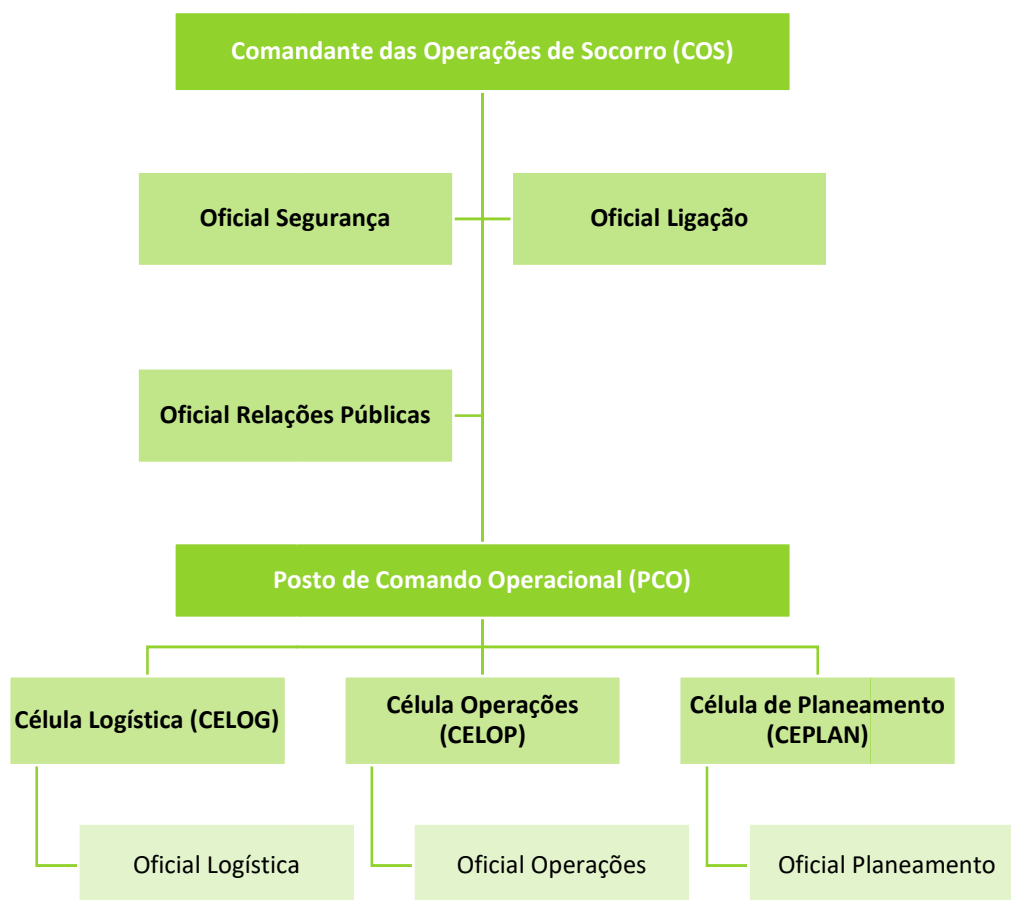 Comandante das Operações de Socorro (COS)
Oficial Segurança
Oficial Ligação
Oficial Relações Públicas
Posto de Comando Operacional (PCO)
Célula Logística (CELOG)
Célula Operações
(CELOP)
Célula de Planeamento
(CEPLAN)
Oficial Logística
Oficial Operações
Oficial Planeamento